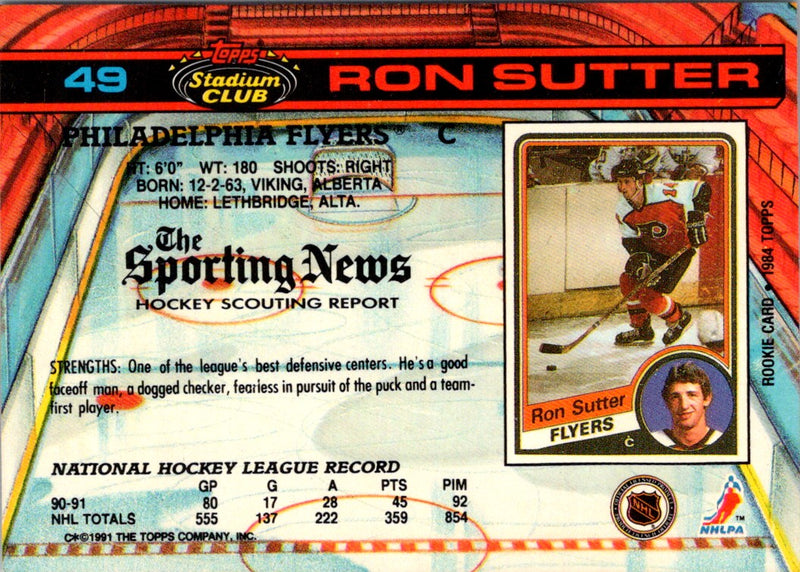 49
Topps
Stadium
CLUB
RON SUTTER
PHILADELPHIA FLYERS C
HT: 6'0" WT: 180 SHOOTS: RIGHT
BORN: 12-2-63, VIKING, ALBERTA
HOME: LETHBRIDGE, ALTA.
The
Sporting News
HOCKEY SCOUTING REPORT
STRENGTHS: One of the league's best defensive centers. He's a good
faceoff man, a dogged checker, fearless in pursuit of the puck and a team-
first player.
14
Ron Sutter
FLYERS
C
ROOKIE CARD • 1984 TOPPS
NATIONAL HOCKEY LEAGUE RECORD
GP G A PTS PIM
90-91 80 17 28 45 92
NHL TOTALS 555 137 222 359 854
C*©1991 THE TOPPS COMPANY, INC.
NHL
NHLPA TM